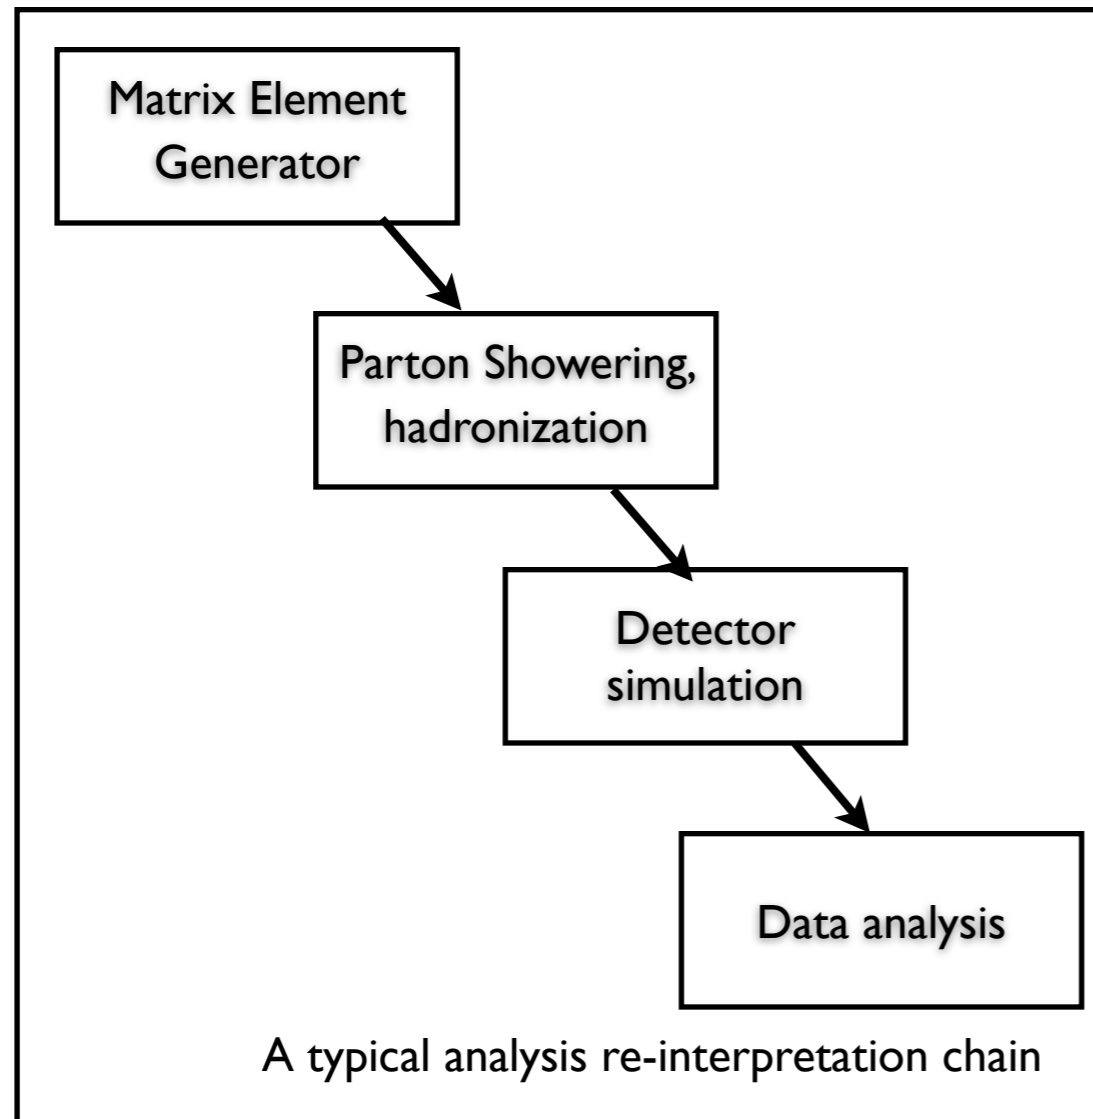 Matrix Element
Generator
Parton Showering,
hadronization
Detector
simulation
Data analysis
A typical analysis re-interpretation chain